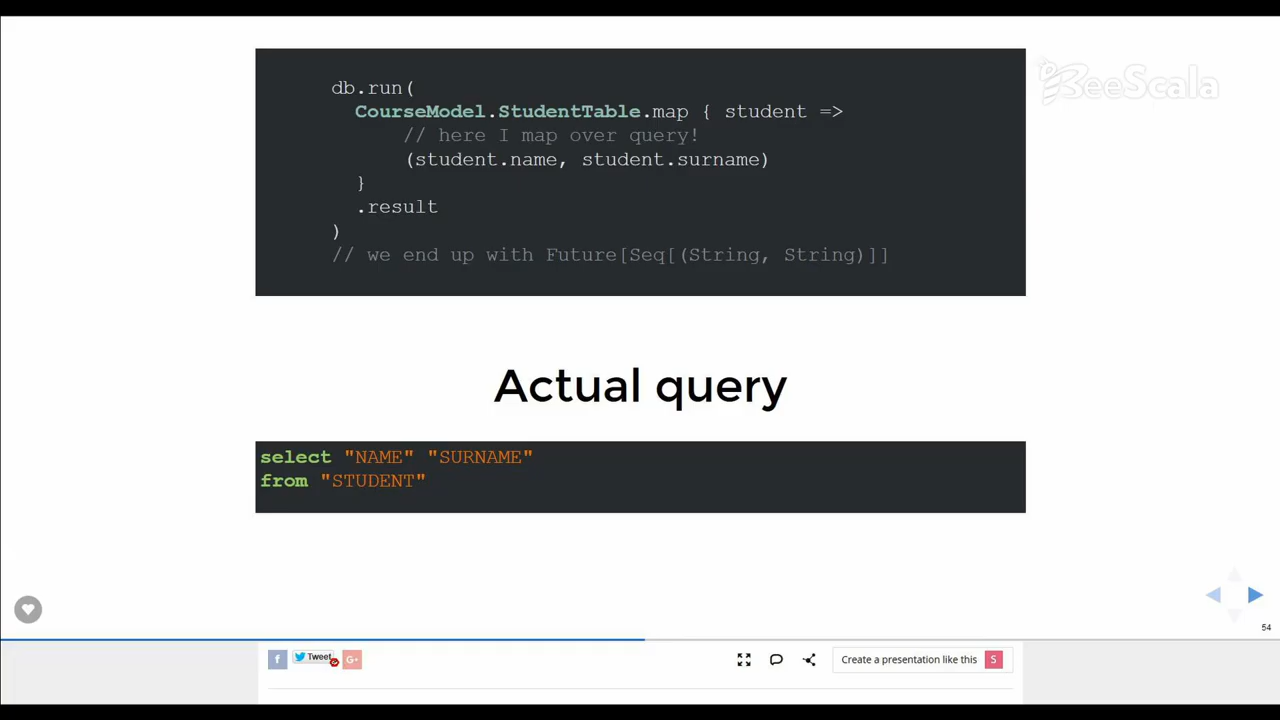 BeeScala
db.run(
CourseModel.StudentTable.map { student =>
// here I map over query!
(student.name, student.surname)
}
.result
)
// we end up with Future[Seq[(String, String)]]
Actual query
select "NAME" "SURNAME"
from "STUDENT"
54
f
Tweet
G+
Create a presentation like this
S